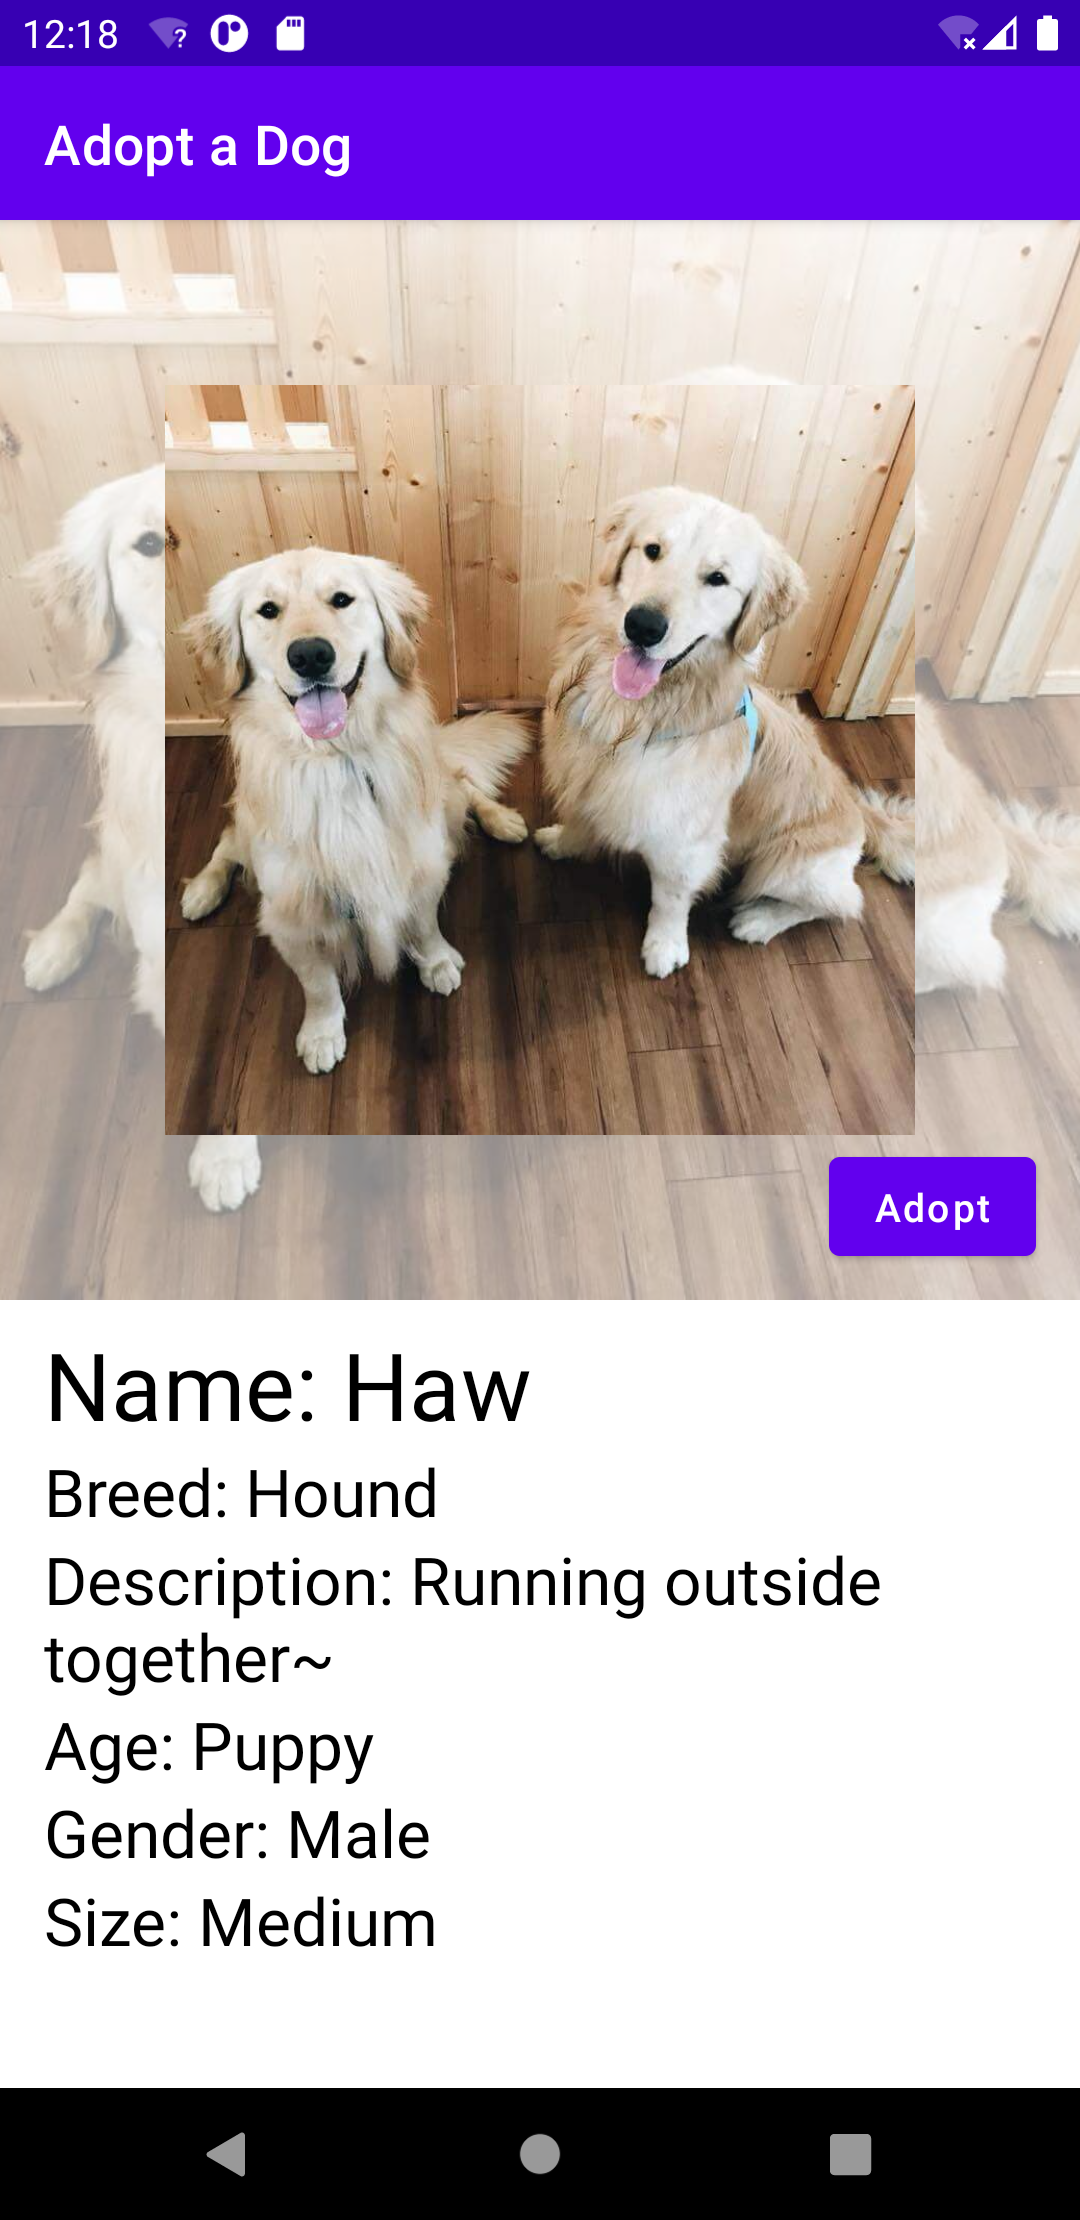 12:18
Adopt a Dog
Adopt
Name: Haw
Breed: Hound
Description: Running outside
together~
Age: Puppy
Gender: Male
Size: Medium